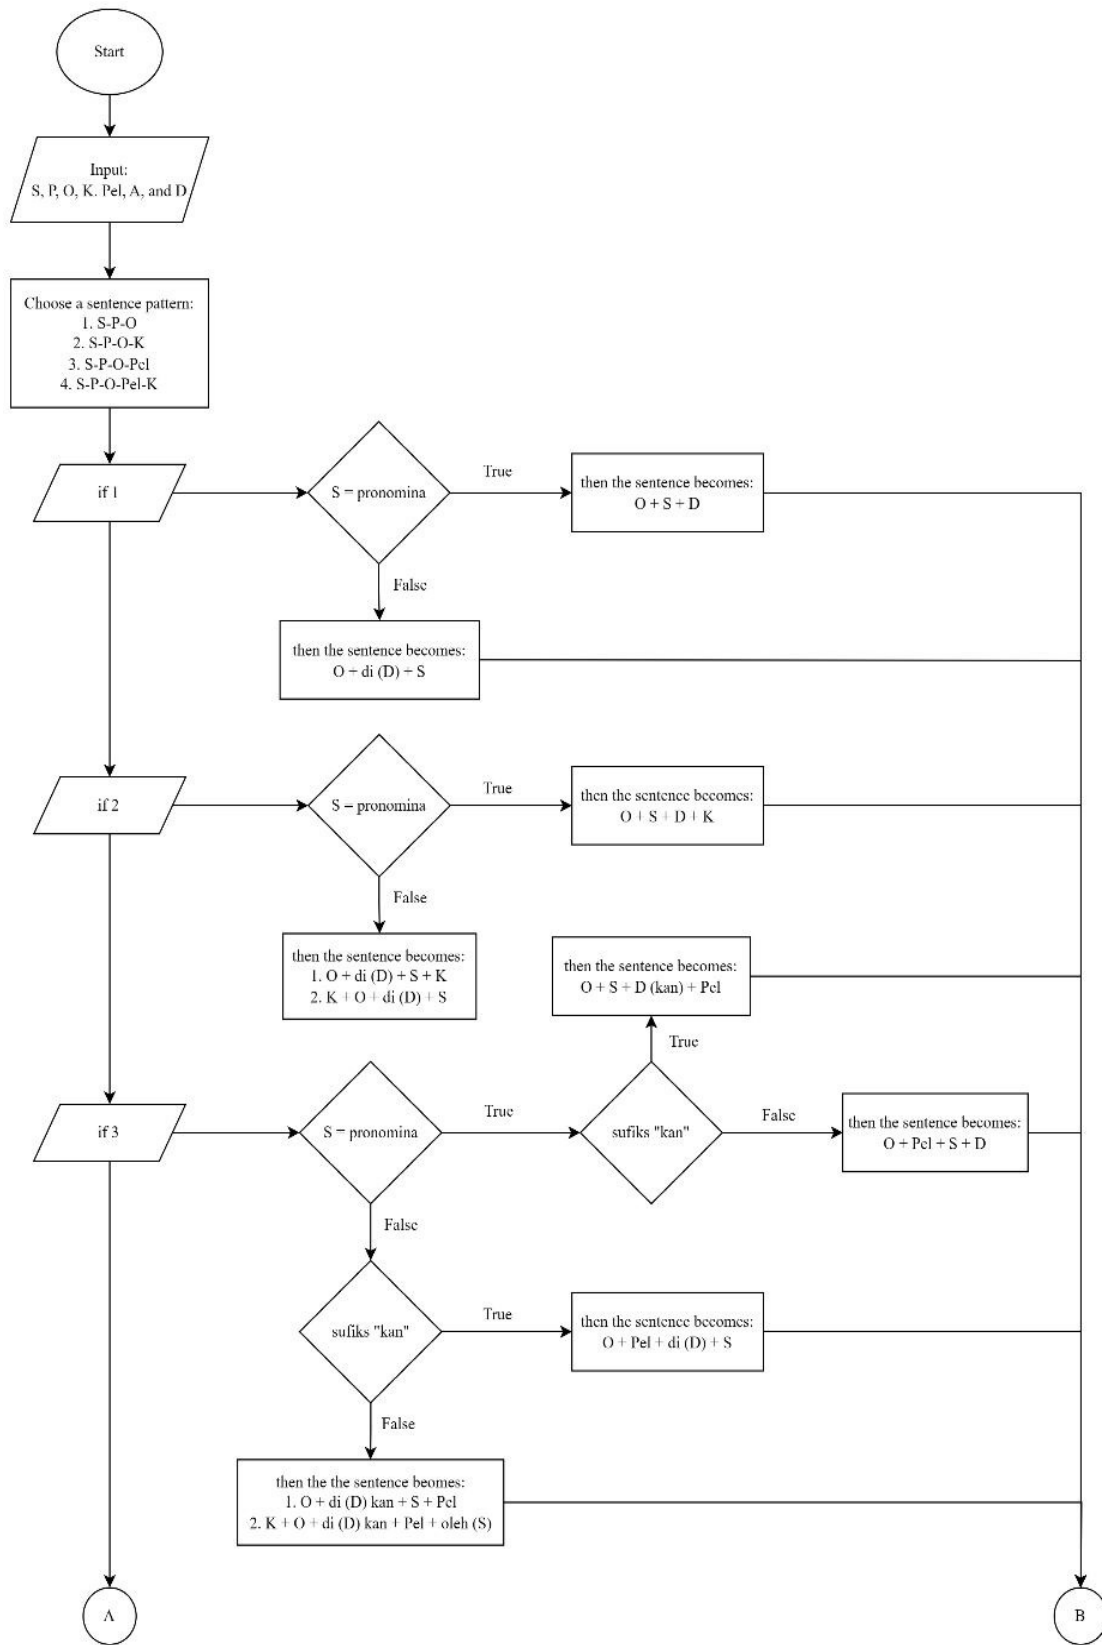 Start
Input:
S, P, O, K. Pel, A, and D
Choose a sentence pattern:
1. S-P-O
2. S-P-O-K
3. S-P-O-Pel
4. S-P-O-Pel-K
if 1
S = pronomina
True
then the sentence becomes:
O + S + D
False
then the sentence becomes:
O + di (D) + S
if 2
S = pronomina
True
then the sentence becomes:
O + S + D + K
False
then the sentence becomes:
1. O + di (D) + S + K
2. K + O + di (D) + S
then the sentence becomes:
O + S + D (kan) + Pel
True
if 3
S = pronomina
True
sufiks "kan"
False
then the sentence becomes:
O + Pel + S + D
False
sufiks "kan"
True
then the sentence becomes:
O + Pel + di (D) + S
False
then the the sentence beomes:
1. O + di (D) kan + S + Pel
2. K + O + di (D) kan + Pel + oleh (S)
A
B